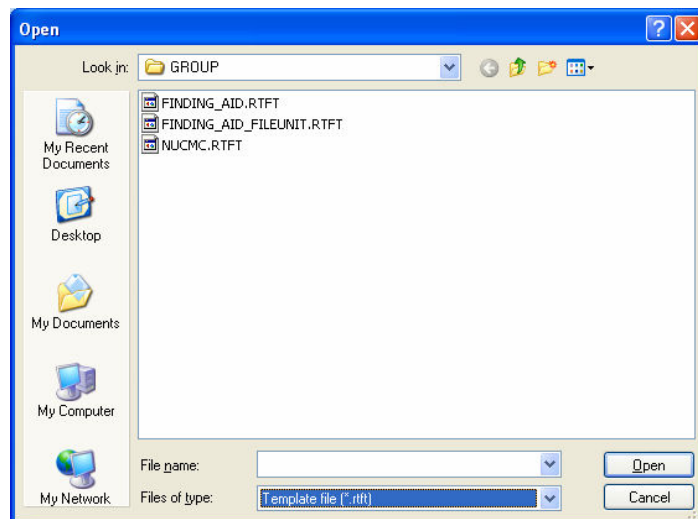 Open
Look in:
GROUP
FINDING_AID.RTFT
FINDING_AID_FILEUNIT.RTFT
NUCMC.RTFT
My Recent
Documents
Desktop
My Documents
My Computer
My Network
File name:
Open
Files of type:
Template file (*.rtft)
Cancel